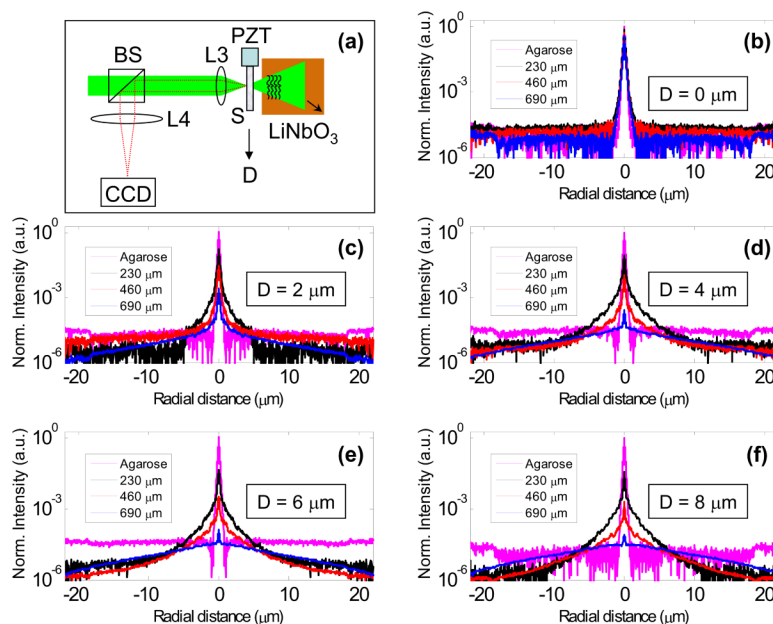 (a)
PZT
BS
L3
S
L4
LiNbO3
D
CCD
(b)
Norm. Intensity (a.u.)
10^0
10^-3
10^-6
Agarose
230 μm
460 μm
690 μm
D = 0 μm
-20 -10 0 10 20
Radial distance (μm)
(c)
Norm. Intensity (a.u.)
10^0
10^-3
10^-6
Agarose
230 μm
460 μm
690 μm
D = 2 μm
-20 -10 0 10 20
Radial distance (μm)
(d)
Norm. Intensity (a.u.)
10^0
10^-3
10^-6
Agarose
230 μm
460 μm
690 μm
D = 4 μm
-20 -10 0 10 20
Radial distance (μm)
(e)
Norm. Intensity (a.u.)
10^0
10^-3
10^-6
Agarose
230 μm
460 μm
690 μm
D = 6 μm
-20 -10 0 10 20
Radial distance (μm)
(f)
Norm. Intensity (a.u.)
10^0
10^-3
10^-6
Agarose
230 μm
460 μm
690 μm
D = 8 μm
-20 -10 0 10 20
Radial distance (μm)